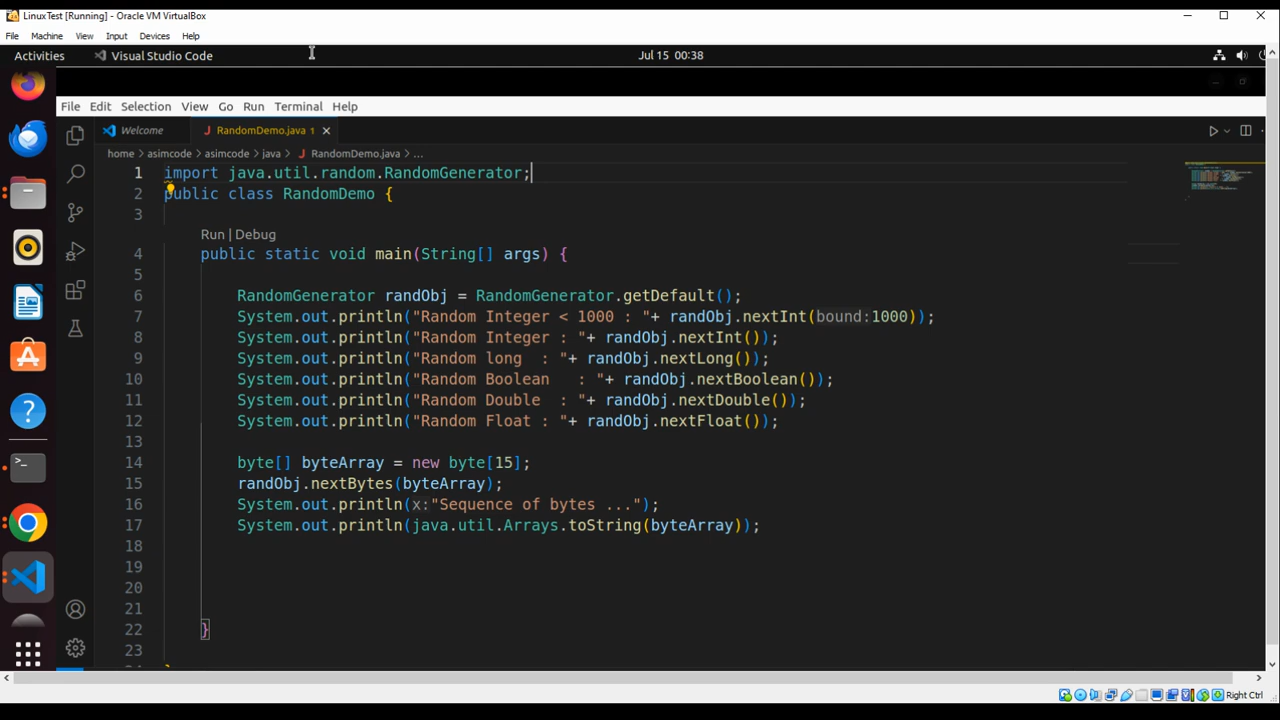 LinuxTest [Running] - Oracle VM VirtualBox
File Machine View Input Devices Help
Activities Visual Studio Code Jul 15 00:38
File Edit Selection View Go Run Terminal Help
Welcome J RandomDemo.java 1
home > asimcode > asimcode > java > J RandomDemo.java > ...
1 import java.util.random.RandomGenerator;
2 public class RandomDemo {
3
Run | Debug
4 public static void main(String[] args) {
5
6 RandomGenerator randObj = RandomGenerator.getDefault();
7 System.out.println("Random Integer < 1000 : "+ randObj.nextInt(bound:1000));
8 System.out.println("Random Integer : "+ randObj.nextInt());
9 System.out.println("Random long  : "+ randObj.nextLong());
10 System.out.println("Random Boolean   : "+ randObj.nextBoolean());
11 System.out.println("Random Double  : "+ randObj.nextDouble());
12 System.out.println("Random Float : "+ randObj.nextFloat());
13
14 byte[] byteArray = new byte[15];
15 randObj.nextBytes(byteArray);
16 System.out.println(x:"Sequence of bytes ...");
17 System.out.println(java.util.Arrays.toString(byteArray));
18
19
20
21
22 }
23
Right Ctrl